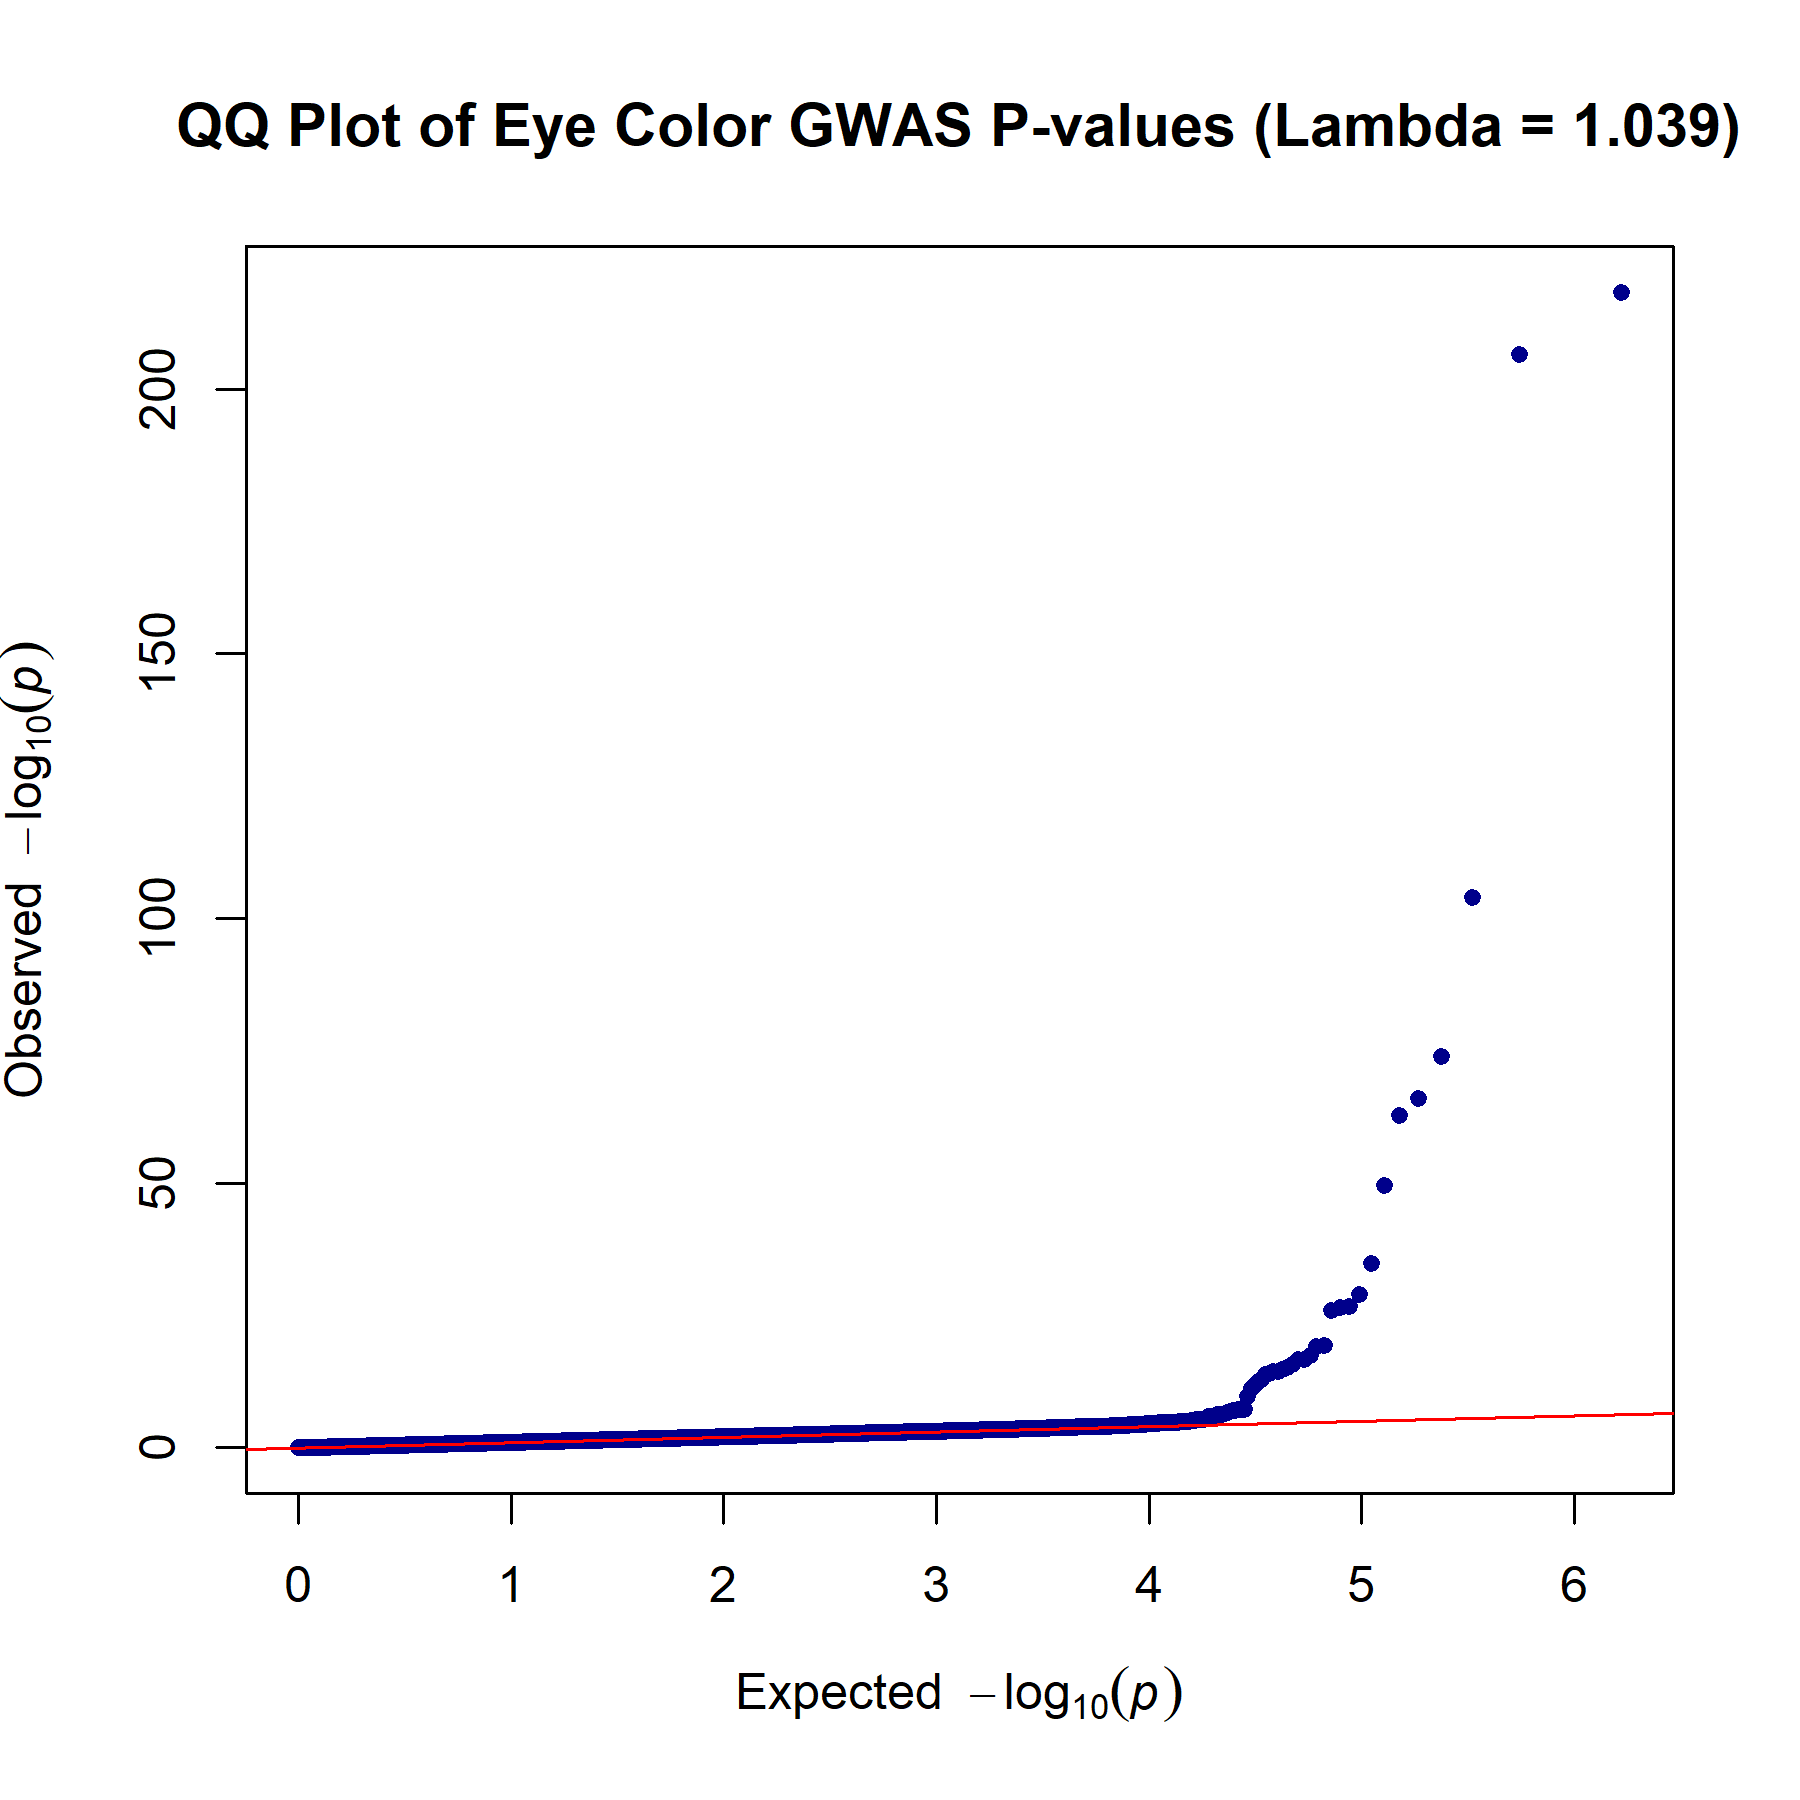 QQ Plot of Eye Color GWAS P-values (Lambda = 1.039)
Observed −log10(p)
200
150
100
50
0
0 1 2 3 4 5 6
Expected −log10(p)